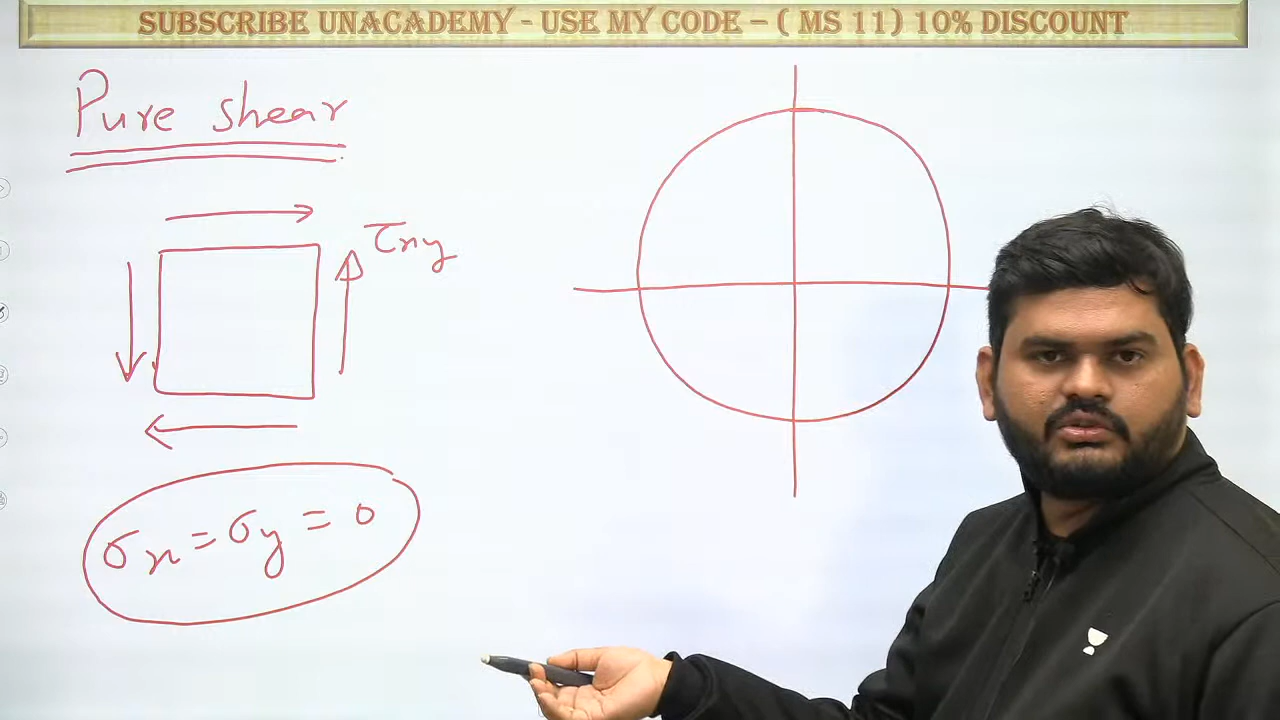 SUBSCRIBE UNACADEMY - USE MY CODE – ( MS 11) 10% DISCOUNT
Pure shear
τxy
σx = σy = 0